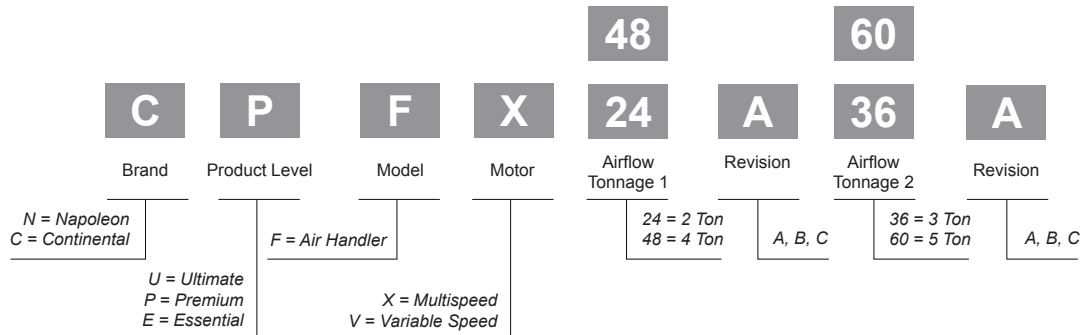 48 60
C P F X 24 A 36 A
Brand Product Level Model Motor Airflow Tonnage 1 Revision Airflow Tonnage 2 Revision
N = Napoleon
C = Continental
U = Ultimate
P = Premium
E = Essential
F = Air Handler
X = Multispeed
V = Variable Speed
24 = 2 Ton
48 = 4 Ton
A, B, C
36 = 3 Ton
60 = 5 Ton
A, B, C